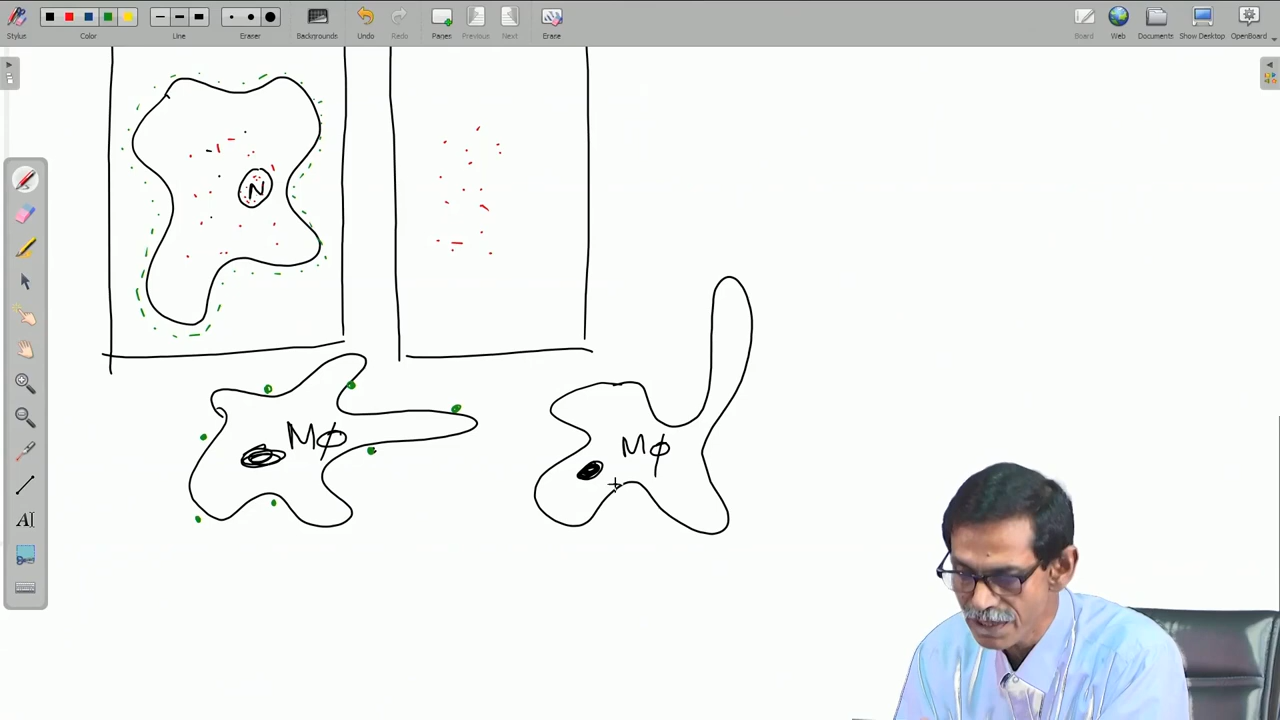 Stylus
Color
Line
Eraser
Backgrounds
Undo
Redo
Pages
Previous
Next
Erase
Board
Web
Documents
Show Desktop
OpenBoard
N
MΦ
MΦ
AI